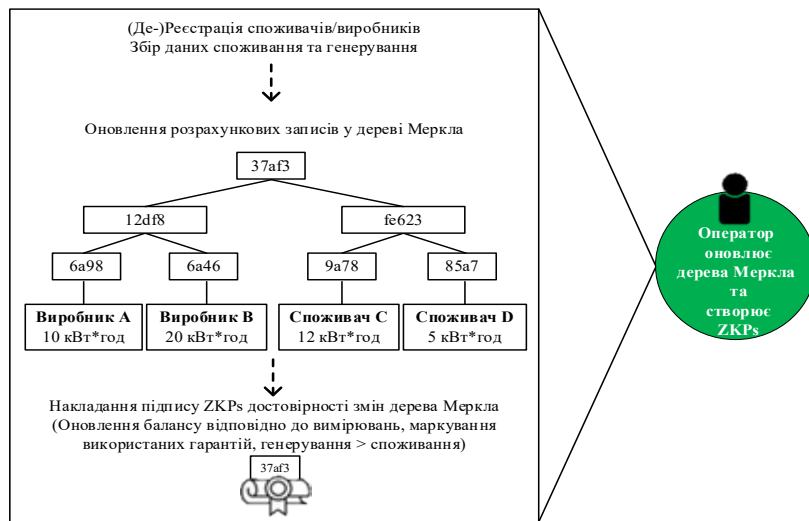 (Де-)Реєстрація споживачів/виробників
Збір даних споживання та генерування
Оновлення розрахункових записів у дереві Меркла
37af3
12df8
fe623
6a98
6a46
9a78
85a7
Виробник A
10 кВт*год
Виробник B
20 кВт*год
Споживач C
12 кВт*год
Споживач D
5 кВт*год
Накладання підпису ZKPs достовірності змін дерева Меркла
(Оновлення балансу відповідно до вимірювань, маркування
використаних гарантій, генерування > споживання)
37af3
Оператор
оновлює
дерева Меркла
та
створює
ZKPs